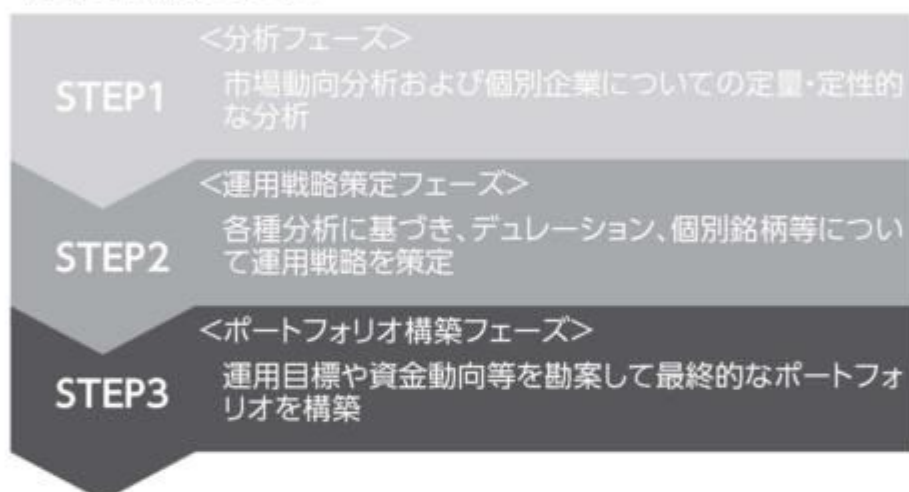 <分析フェーズ>
STEP1
市場動向分析および個別企業についての定量・定性的
な分析
<運用戦略策定フェーズ>
STEP2
各種分析に基づき、デュレーション、個別銘柄等につい
て運用戦略を策定
<ポートフォリオ構築フェーズ>
STEP3
運用目標や資金動向等を勘案して最終的なポートフォ
リオを構築